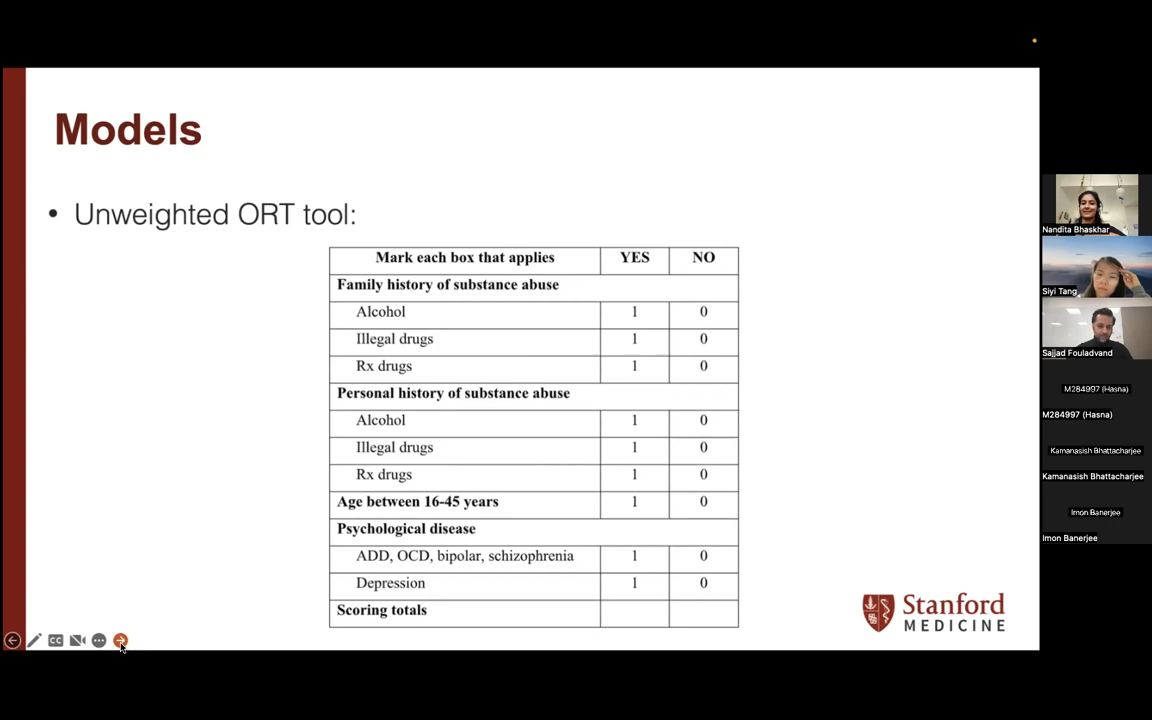 Models
• Unweighted ORT tool:
Mark each box that applies YES NO
Family history of substance abuse
Alcohol 1 0
Illegal drugs 1 0
Rx drugs 1 0
Personal history of substance abuse
Alcohol 1 0
Illegal drugs 1 0
Rx drugs 1 0
Age between 16-45 years 1 0
Psychological disease
ADD, OCD, bipolar, schizophrenia 1 0
Depression 1 0
Scoring totals
Stanford
MEDICINE
CC
Nandita Bhaskhar
Siyi Tang
Sajjad Fouladvand
M284997 (Hasna)
M284997 (Hasna)
Kamanasish Bhattacharjee
Kamanasish Bhattacharjee
Imon Banerjee
Imon Banerjee